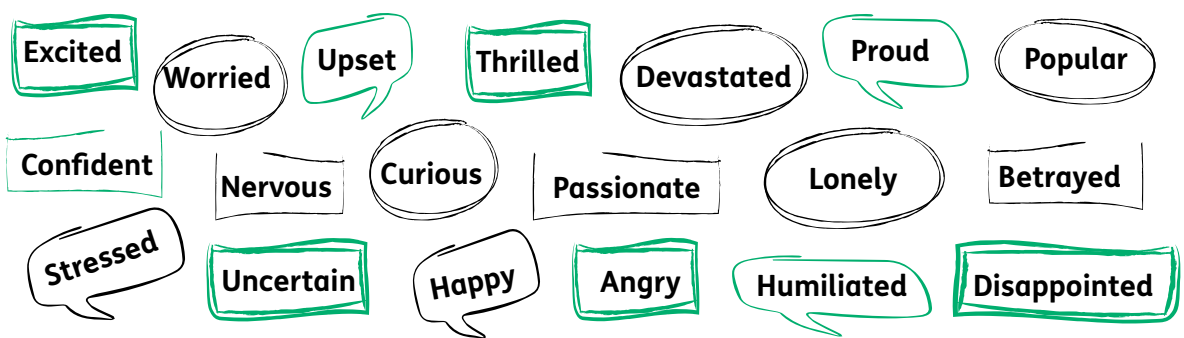 Excited
Worried
Upset
Thrilled
Devastated
Proud
Popular
Confident
Nervous
Curious
Passionate
Lonely
Betrayed
Stressed
Uncertain
Happy
Angry
Humiliated
Disappointed